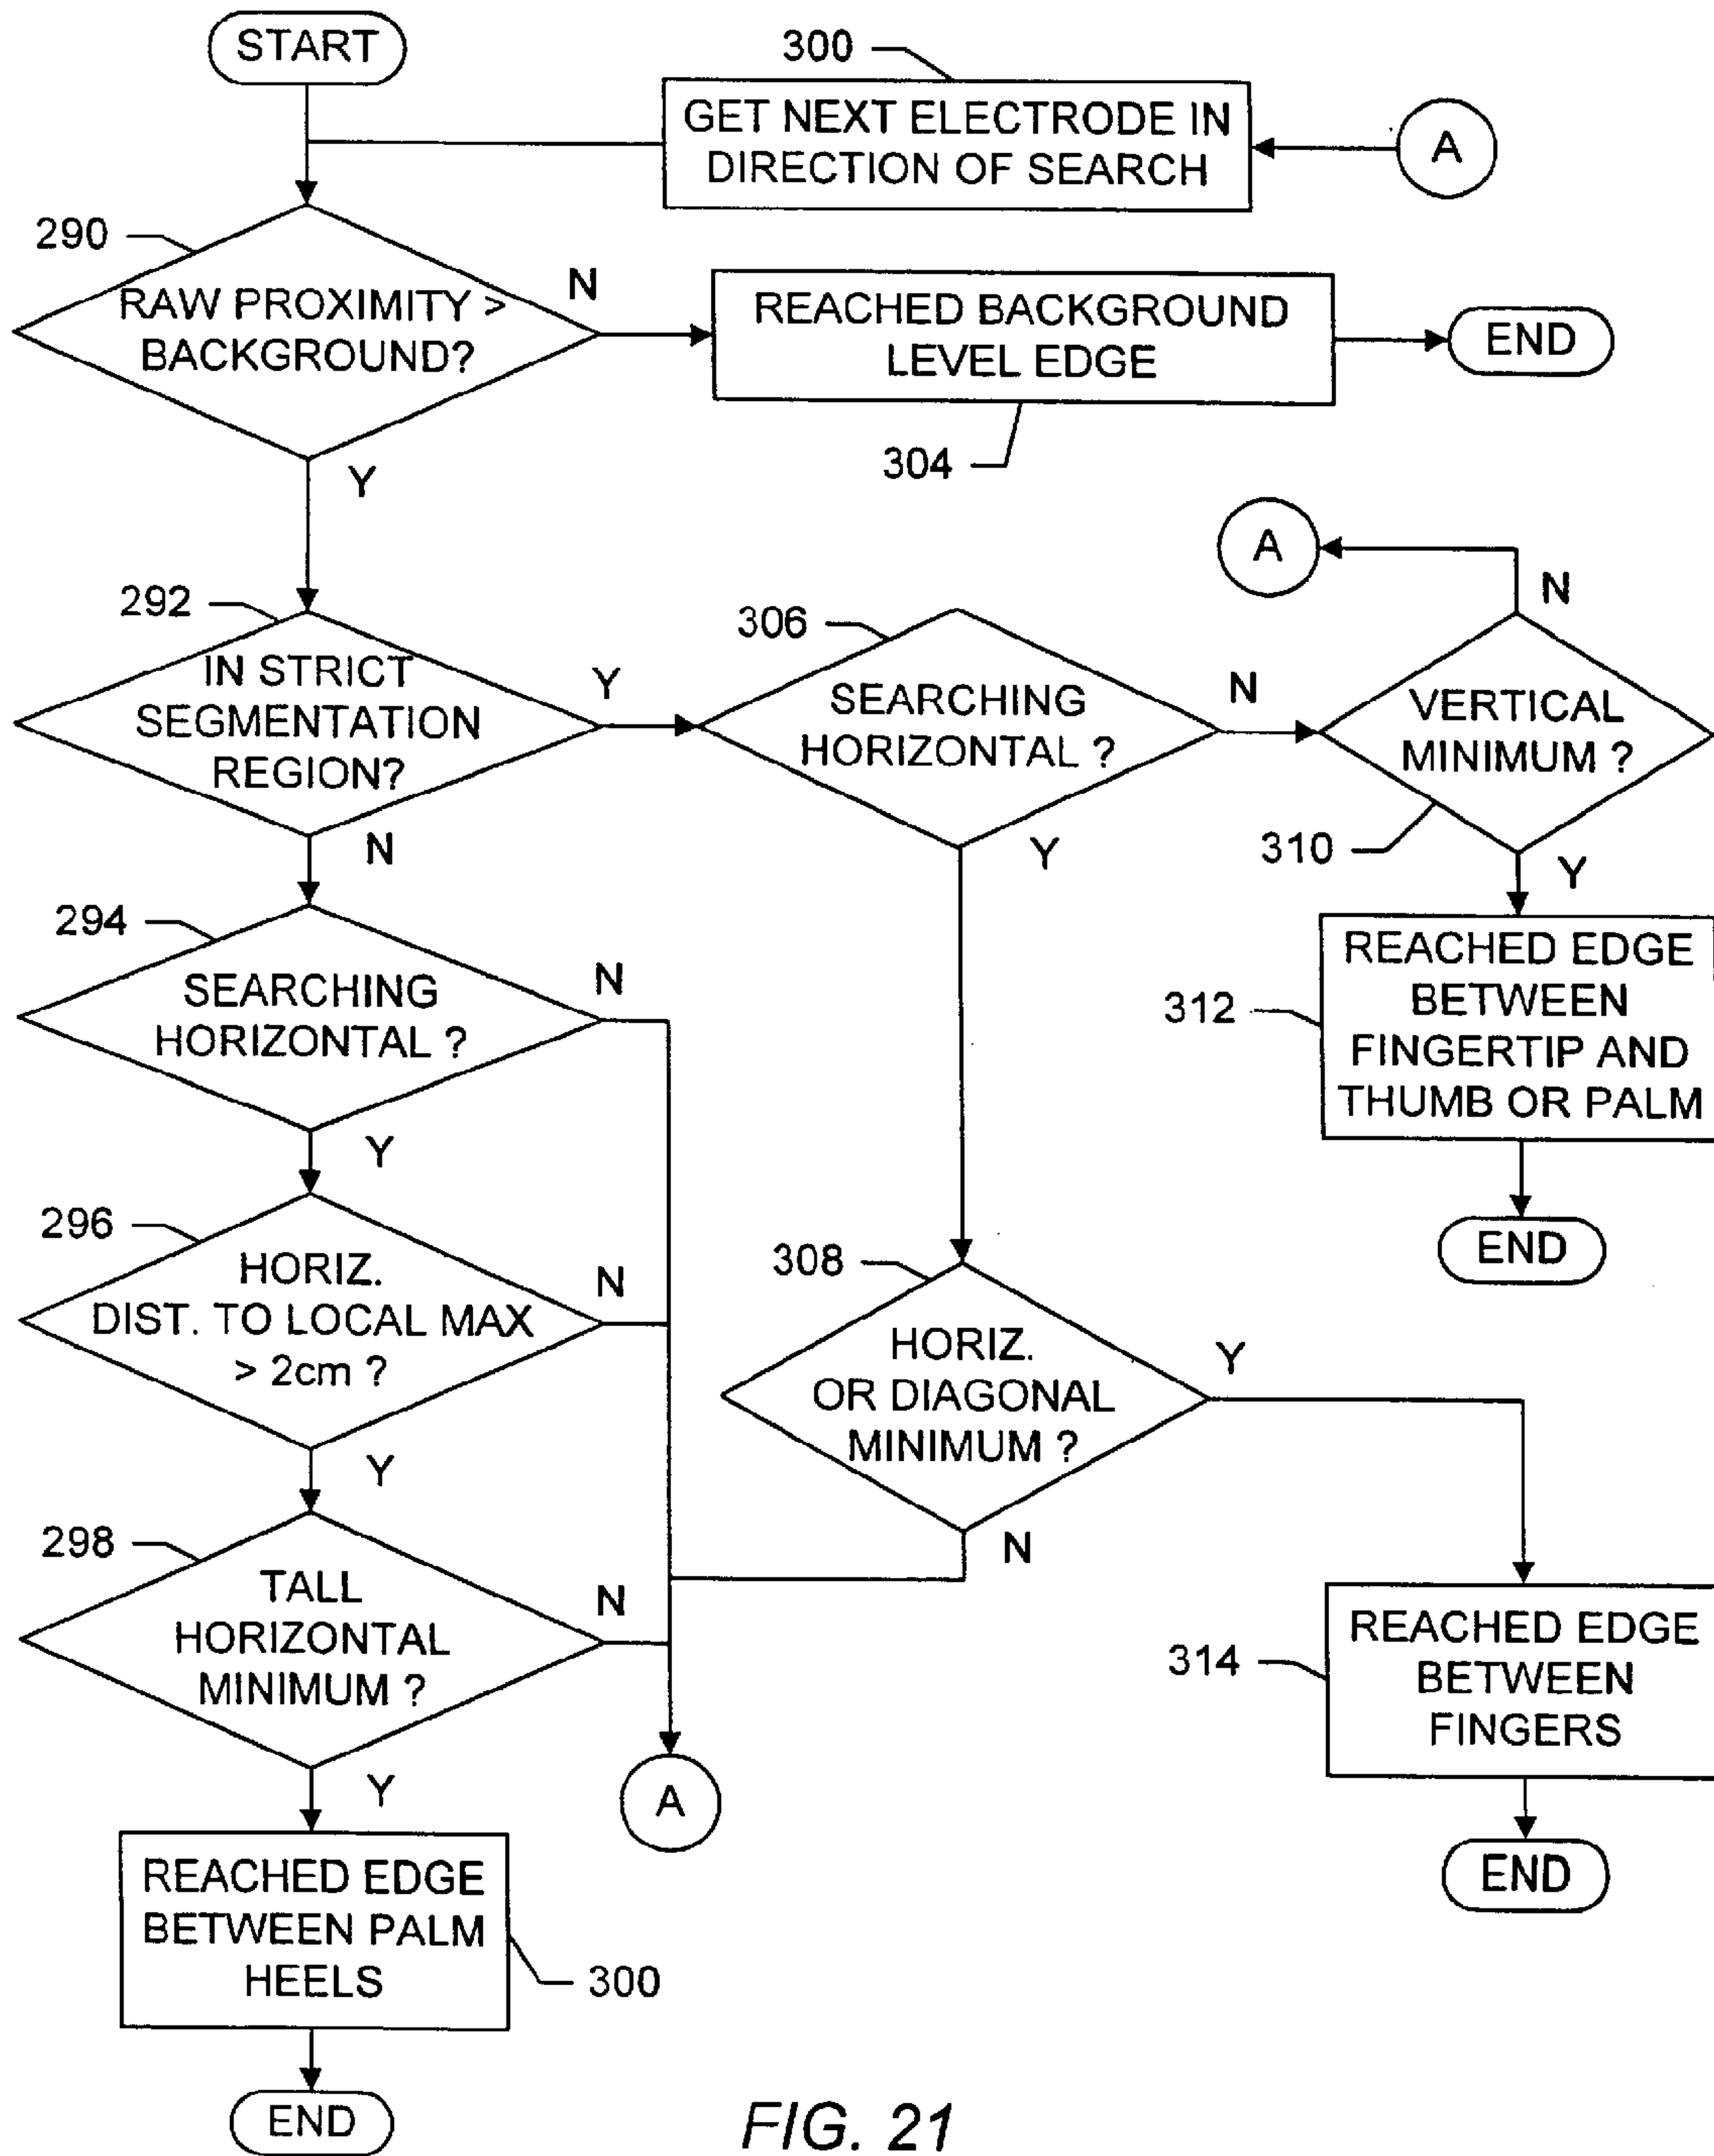 START
300
GET NEXT ELECTRODE IN
DIRECTION OF SEARCH
A
290
RAW PROXIMITY >
BACKGROUND?
N
REACHED BACKGROUND
LEVEL EDGE
END
304
Y
A
N
292
IN STRICT
SEGMENTATION
REGION?
Y
306
SEARCHING
HORIZONTAL ?
N
VERTICAL
MINIMUM ?
310
Y
N
Y
294
SEARCHING
HORIZONTAL ?
N
Y
312
REACHED EDGE
BETWEEN
FINGERTIP AND
THUMB OR PALM
END
296
HORIZ.
DIST. TO LOCAL MAX
> 2cm ?
N
Y
308
HORIZ.
OR DIAGONAL
MINIMUM ?
Y
N
298
TALL
HORIZONTAL
MINIMUM ?
N
Y
A
314
REACHED EDGE
BETWEEN
FINGERS
END
REACHED EDGE
BETWEEN PALM
HEELS
300
END
FIG. 21